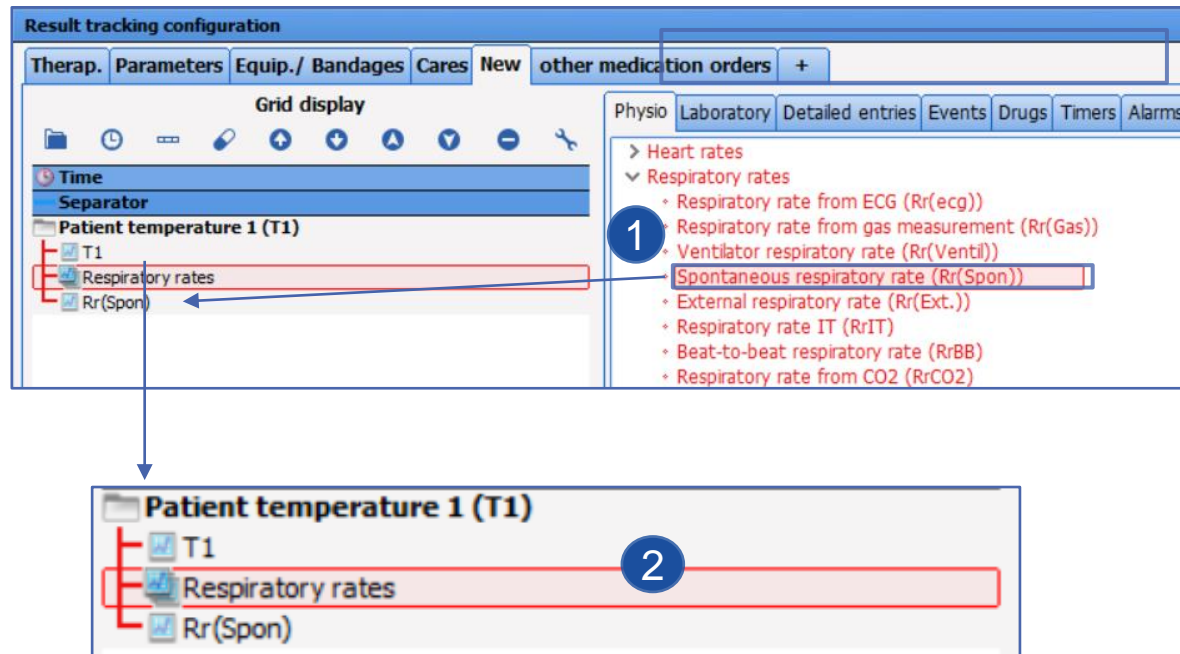 Result tracking configuration
Therap. Parameters Equip./ Bandages Cares New other medication orders +
Grid display
Time
Separator
Patient temperature 1 (T1)
T1
Respiratory rates
Rr(Spon)
Physio Laboratory Detailed entries Events Drugs Timers Alarms
Heart rates
Respiratory rates
Respiratory rate from ECG (Rr(ecg))
Respiratory rate from gas measurement (Rr(Gas))
Ventilator respiratory rate (Rr(Ventil))
Spontaneous respiratory rate (Rr(Spon))
External respiratory rate (Rr(Ext.))
Respiratory rate IT (RrIT)
Beat-to-beat respiratory rate (RrBB)
Respiratory rate from CO2 (RrCO2)
1
Patient temperature 1 (T1)
T1
Respiratory rates
Rr(Spon)
2